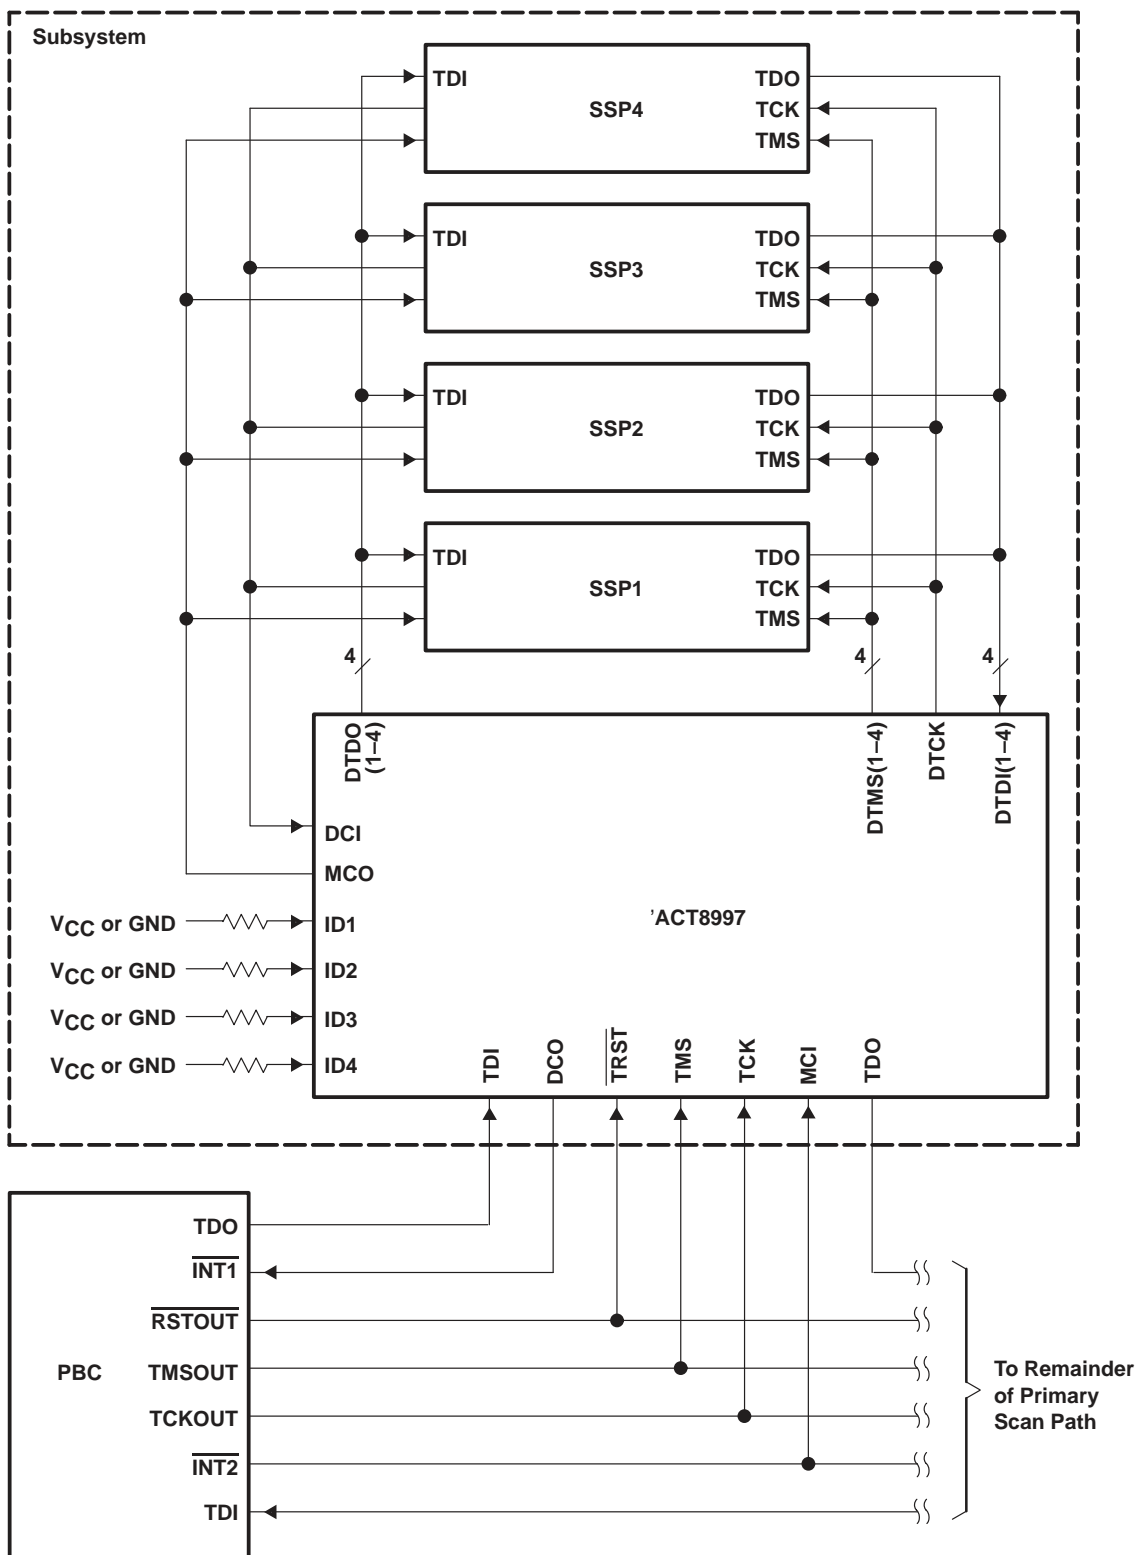 Subsystem
TDI
SSP4
TDO
TCK
TMS
TDI
SSP3
TDO
TCK
TMS
TDI
SSP2
TDO
TCK
TMS
TDI
SSP1
TDO
TCK
TMS
4
4
4
DTDO
(1–4)
DTMS(1–4)
DTCK
DTDI(1–4)
DCI
MCO
'ACT8997
VCC or GND
ID1
VCC or GND
ID2
VCC or GND
ID3
VCC or GND
ID4
TDI
DCO
TRST
TMS
TCK
MCI
TDO
PBC
TDO
INT1
RSTOUT
TMSOUT
TCKOUT
INT2
TDI
To Remainder
of Primary
Scan Path